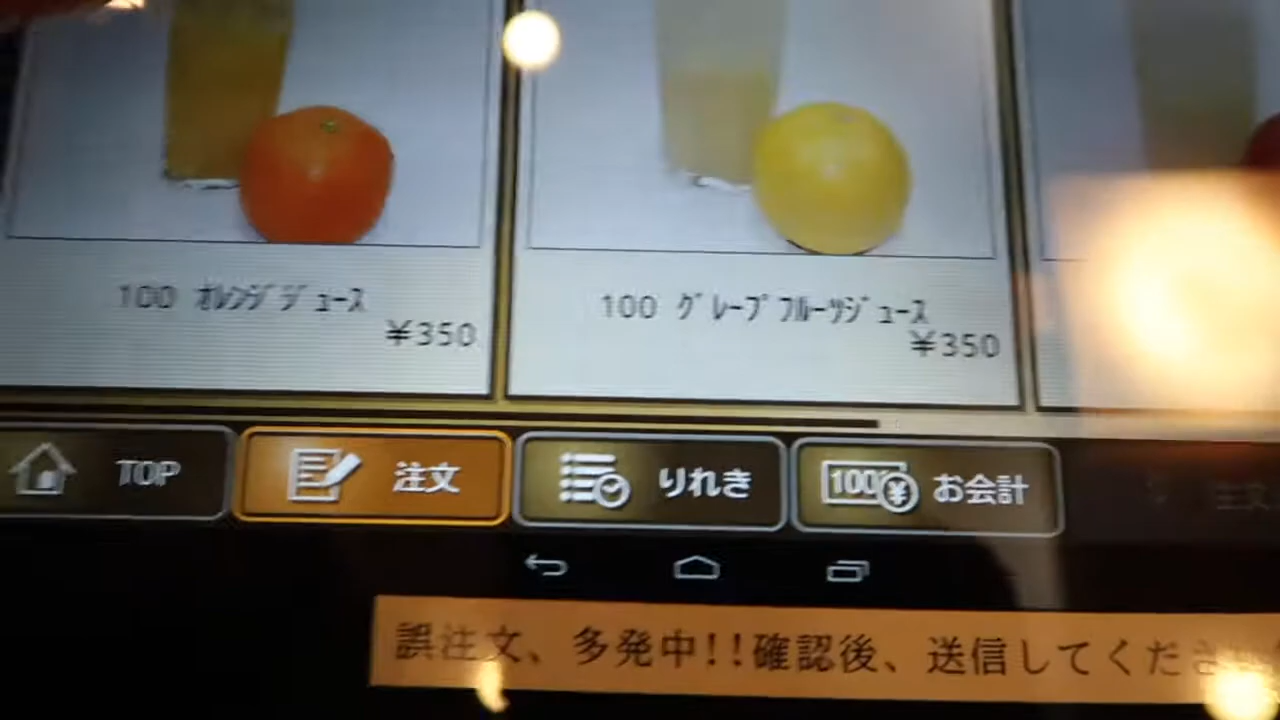 100 オレンジジュース
¥350
100 グレープフルーツジュース
¥350
TOP
注文
りれき
100 ¥
お会計
誤注文、多発中!!確認後、送信してくださ